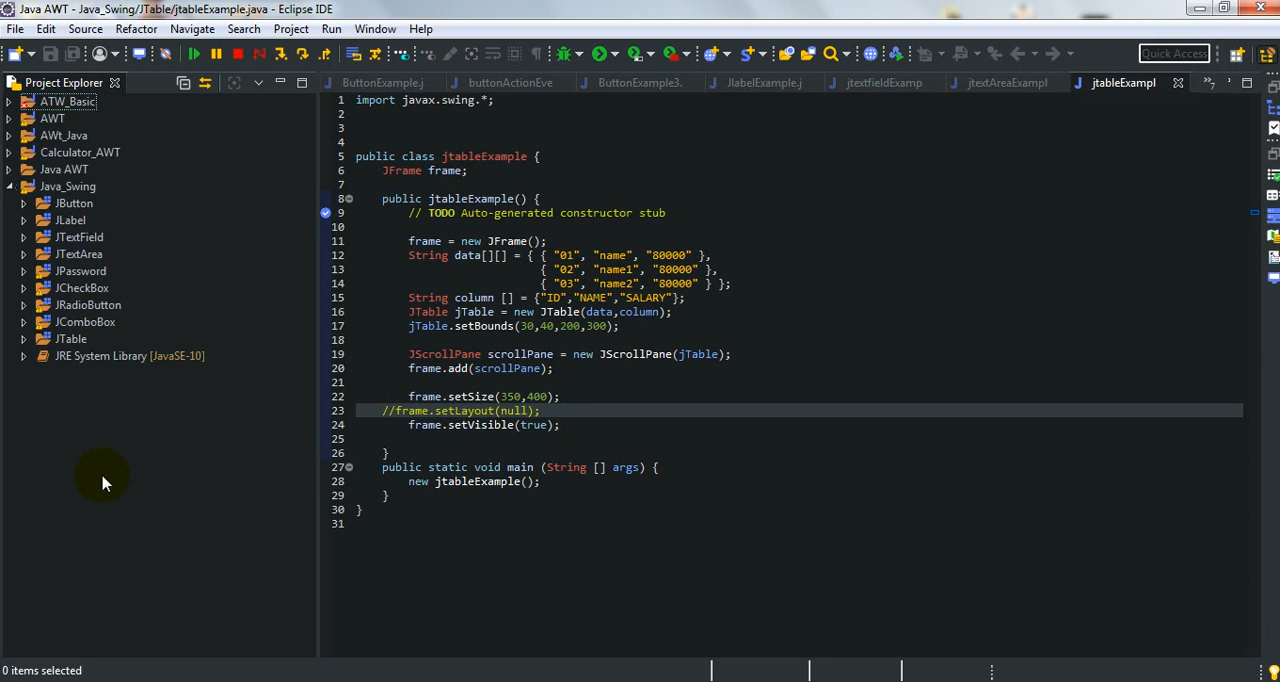 Java AWT - Java_Swing/JTable/jtableExample.java - Eclipse IDE
File Edit Source Refactor Navigate Search Project Run Window Help
Quick Access
Project Explorer
ButtonExample.j buttonActionEve ButtonExample3. JlabelExample.j jtextfieldExamp jtextAreaExampl jtableExampl »7
ATW_Basic
AWT
AWt_Java
Calculator_AWT
Java AWT
Java_Swing
JButton
JLabel
JTextField
JTextArea
JPassword
JCheckBox
JRadioButton
JComboBox
JTable
JRE System Library [JavaSE-10]
1 import javax.swing.*;
2
3
4
5 public class jtableExample {
6 JFrame frame;
7
8 public jtableExample() {
9 // TODO Auto-generated constructor stub
10
11 frame = new JFrame();
12 String data[][] = { { "01", "name", "80000" },
13 { "02", "name1", "80000" },
14 { "03", "name2", "80000" } };
15 String column [] = {"ID","NAME","SALARY"};
16 JTable jTable = new JTable(data,column);
17 jTable.setBounds(30,40,200,300);
18
19 JScrollPane scrollPane = new JScrollPane(jTable);
20 frame.add(scrollPane);
21
22 frame.setSize(350,400);
23 //frame.setLayout(null);
24 frame.setVisible(true);
25
26 }
27 public static void main (String [] args) {
28 new jtableExample();
29 }
30 }
31
0 items selected